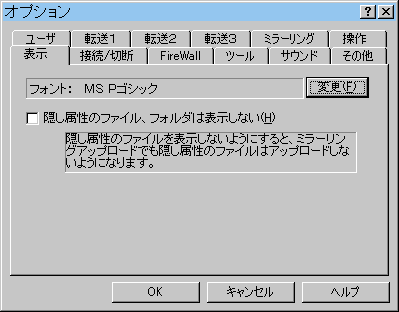 オプション
ユーザ 転送1 転送2 転送3 ミラーリング 操作
表示 接続/切断 FireWall ツール サウンド その他
フォント： ＭＳ Ｐゴシック 変更(F)
隠し属性のファイル、フォルダは表示しない(H)
隠し属性のファイルを表示しないようにすると、ミラーリン
グアップロードでも隠し属性のファイルはアップロードしな
いようになります。
OK キャンセル ヘルプ